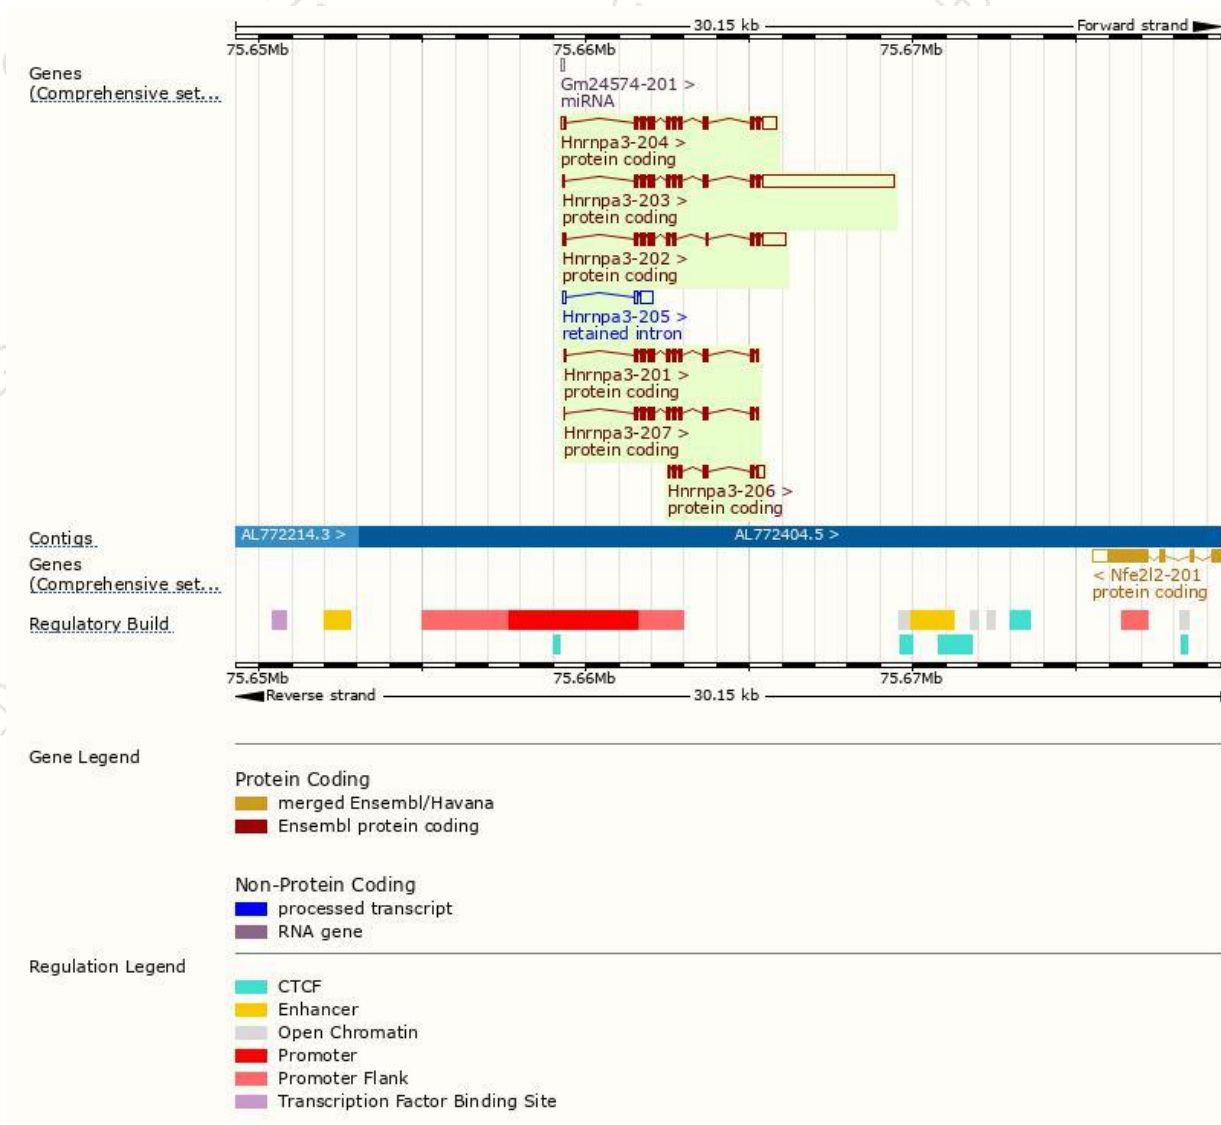 30.15 kb
Forward strand
75.65Mb 75.66Mb 75.67Mb
Genes
(Comprehensive set...
Gm24574-201 >
miRNA
Hnrnpa3-204 >
protein coding
Hnrnpa3-203 >
protein coding
Hnrnpa3-202 >
protein coding
Hnrnpa3-205 >
retained intron
Hnrnpa3-201 >
protein coding
Hnrnpa3-207 >
protein coding
Hnrnpa3-206 >
protein coding
Contigs
AL772214.3 >
AL772404.5 >
Genes
(Comprehensive set...
< Nfe2l2-201
protein coding
Regulatory Build
75.65Mb 75.66Mb 75.67Mb
Reverse strand
30.15 kb
Gene Legend
Protein Coding
merged Ensembl/Havana
Ensembl protein coding
Non-Protein Coding
processed transcript
RNA gene
Regulation Legend
CTCF
Enhancer
Open Chromatin
Promoter
Promoter Flank
Transcription Factor Binding Site